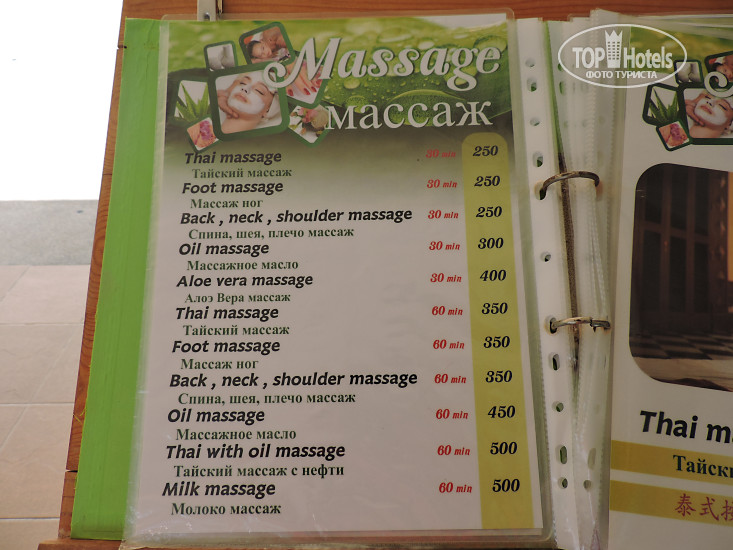 TOP Hotels
ФОТО ТУРИСТА
Massage
массаж
Thai massage 30 min 250
Тайский массаж
Foot massage 30 min 250
Массаж ног
Back , neck , shoulder massage 30 min 250
Спина, шея, плечо массаж
Oil massage 30 min 300
Массажное масло
Aloe vera massage 30 min 400
Алоэ Вера массаж
Thai massage 60 min 350
Тайский массаж
Foot massage 60 min 350
Массаж ног
Back , neck , shoulder massage 60 min 350
Спина, шея, плечо массаж
Oil massage 60 min 450
Массажное масло
Thai with oil massage 60 min 500
Тайский массаж с нефти
Milk massage 60 min 500
Молоко массаж
Thai m
Тайск
泰式